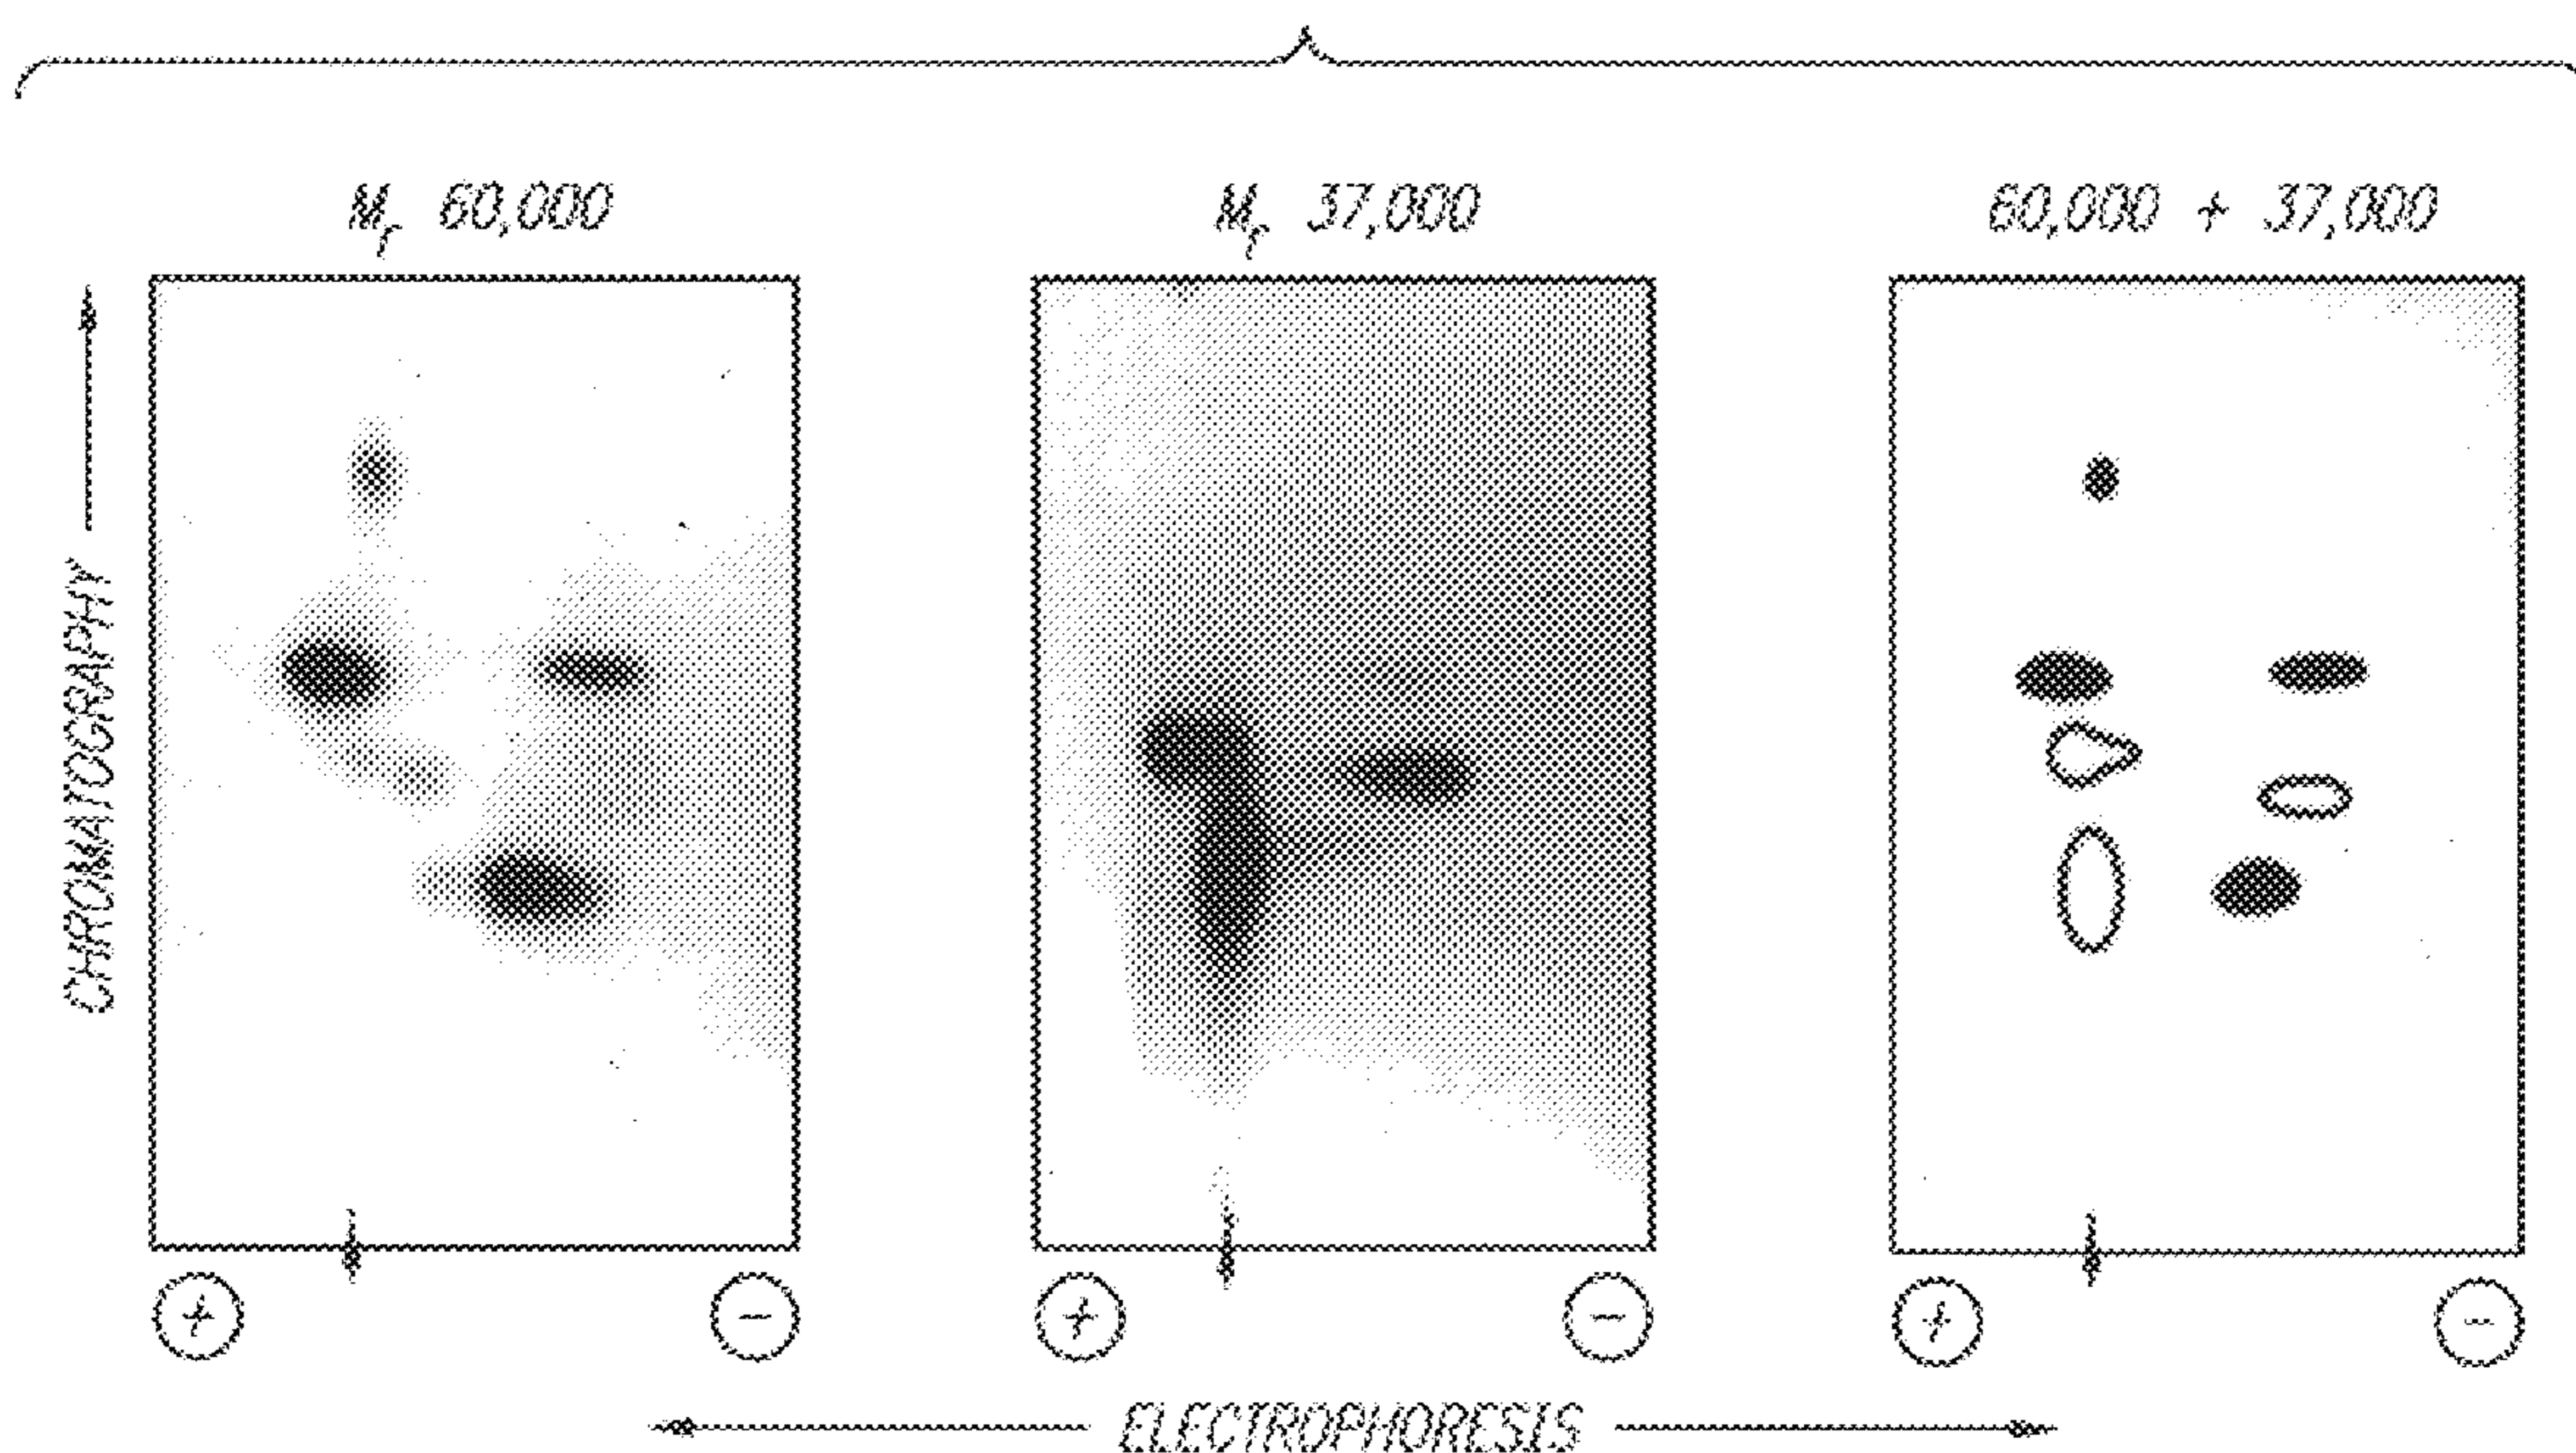 Mr 60,000
Mr 37,000
60,000 + 37,000
CHROMATOGRAPHY
+ −
+ −
+ −
ELECTROPHORESIS